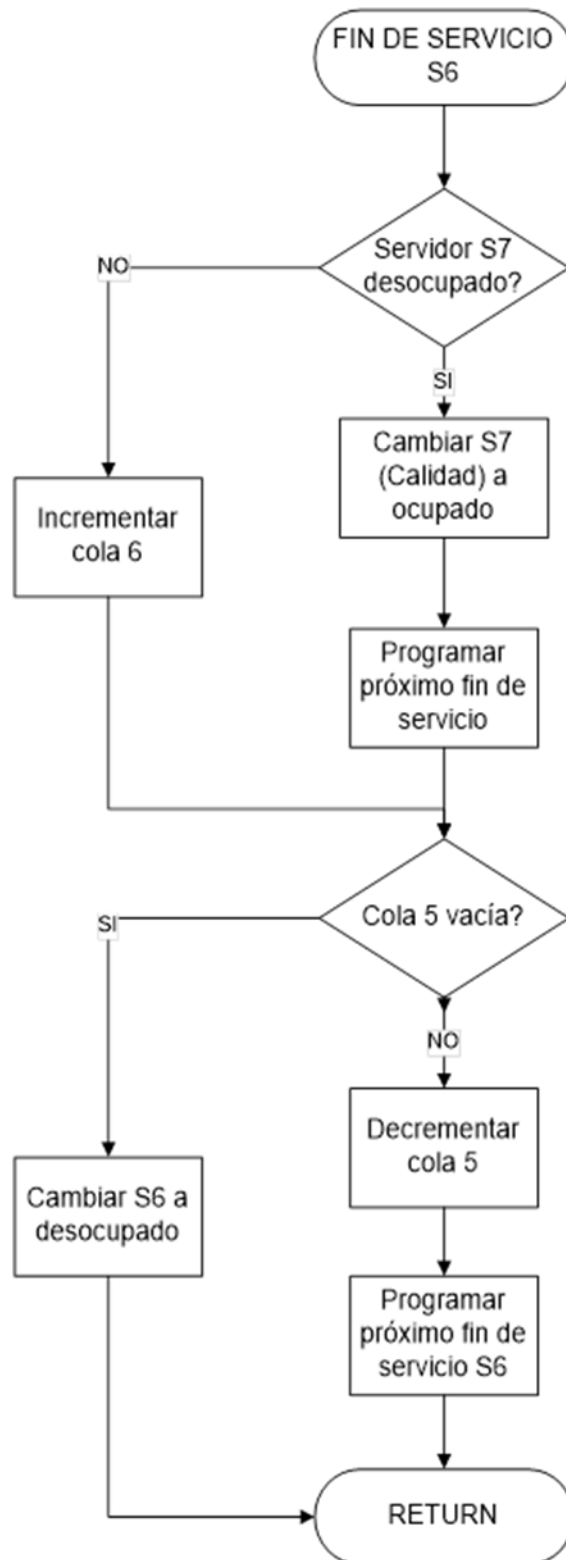 FIN DE SERVICIO
S6
Servidor S7
desocupado?
NO
SI
Cambiar S7
(Calidad) a
ocupado
Incrementar
cola 6
Programar
próximo fin de
servicio
Cola 5 vacía?
SI
NO
Decrementar
cola 5
Cambiar S6 a
desocupado
Programar
próximo fin de
servicio S6
RETURN